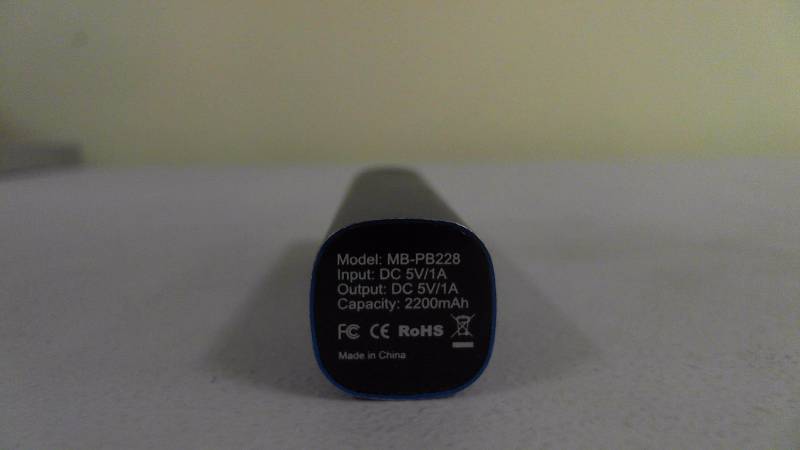 Model: MB-PB228
Input: DC 5V/1A
Output: DC 5V/1A
Capacity: 2200mAh
FC CE RoHS
Made in China